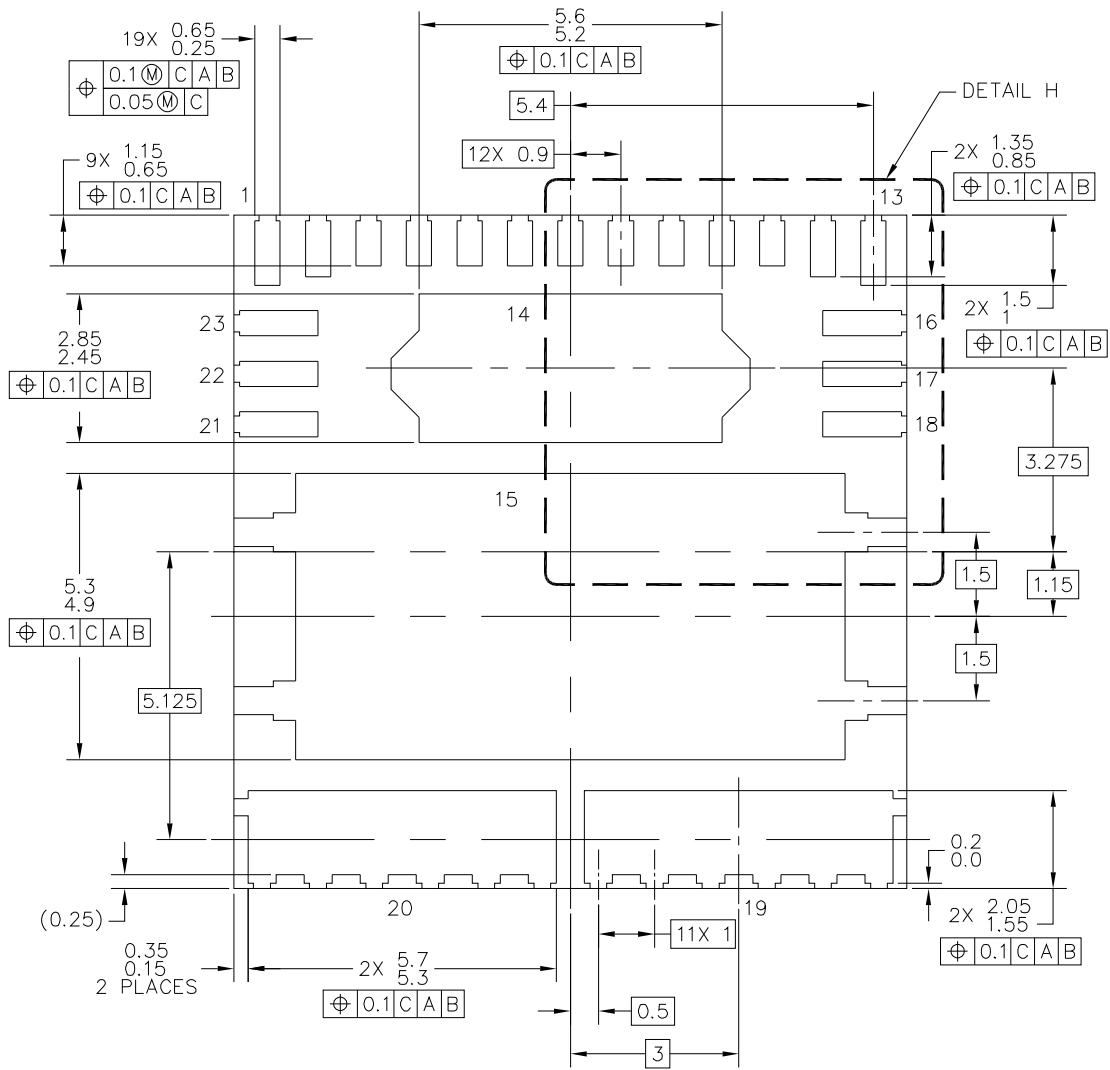 5.6
5.2
⌖ 0.1 C A B
19X 0.65
0.25
⌖ 0.1 Ⓜ C A B
0.05 Ⓜ C
5.4
DETAIL H
12X 0.9
9X 1.15
0.65
⌖ 0.1 C A B
2X 1.35
0.85
⌖ 0.1 C A B
1
13
14
23
16
2X 1.5
1
⌖ 0.1 C A B
2.85
2.45
⌖ 0.1 C A B
22
17
21
18
3.275
15
5.3
4.9
⌖ 0.1 C A B
1.5
1.15
1.5
5.125
0.2
0.0
(0.25)
20
19
2X 2.05
1.55
⌖ 0.1 C A B
11X 1
0.35
0.15
2 PLACES
2X 5.7
5.3
⌖ 0.1 C A B
0.5
3